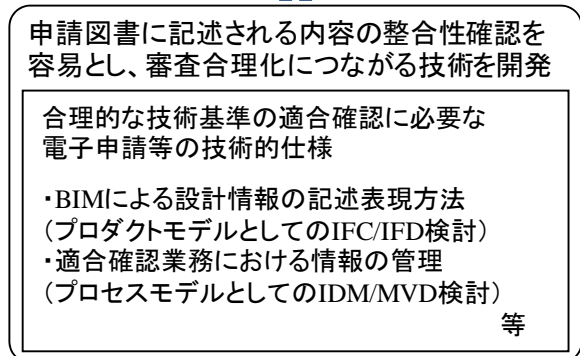 申請図書に記述される内容の整合性確認を
容易とし、審査合理化につながる技術を開発
合理的な技術基準の適合確認に必要な
電子申請等の技術的仕様
・BIMによる設計情報の記述表現方法
(プロダクトモデルとしてのIFC/IFD検討)
・適合確認業務における情報の管理
(プロセスモデルとしてのIDM/MVD検討)
等